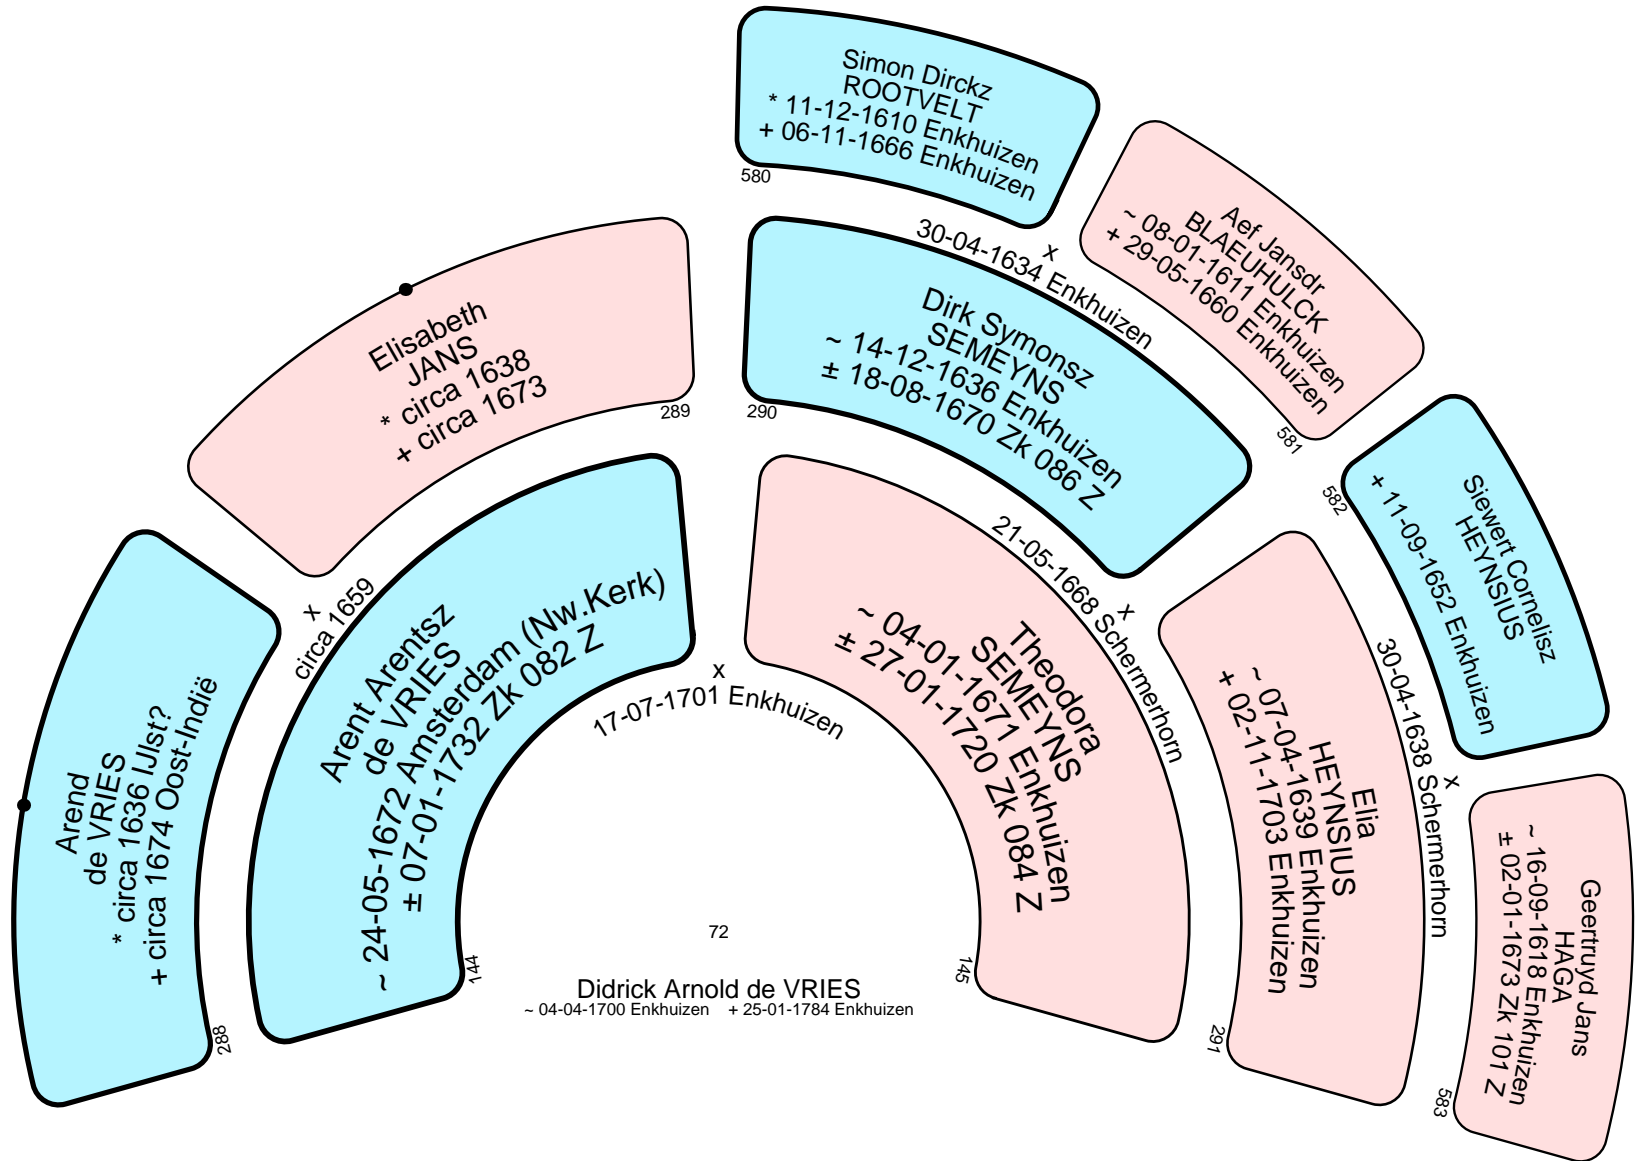 Simon Dirckz
ROOTVELT
* 11-12-1610 Enkhuizen
+ 06-11-1666 Enkhuizen
580
30-04-1634 Enkhuizen
x
Aef Jansdr
BLAEUHULCK
~ 08-01-1611 Enkhuizen
+ 29-05-1660 Enkhuizen
581
Elisabeth
JANS
* circa 1638
+ circa 1673
289
Dirk Symonsz
SEMEYNS
~ 14-12-1636 Enkhuizen
± 18-08-1670 Zk 086 Z
290
Siewert Cornelisz
HEYNSIUS
+ 11-09-1652 Enkhuizen
582
Arend
de VRIES
* circa 1636 IJlst?
+ circa 1674 Oost-Indië
288
x
circa 1659
Arent Arentsz
de VRIES
~ 24-05-1672 Amsterdam (Nw.Kerk)
± 07-01-1732 Zk 082 Z
144
x
17-07-1701 Enkhuizen
Theodora
SEMEYNS
~ 04-01-1671 Enkhuizen
± 27-01-1720 Zk 084 Z
145
x
21-05-1668 Schermerhorn
Elia
HEYNSIUS
~ 07-04-1639 Enkhuizen
+ 02-11-1703 Enkhuizen
291
x
30-04-1638 Schermerhorn
Geertruyd Jans
HAGA
~ 16-09-1618 Enkhuizen
± 02-01-1673 Zk 101 Z
583
72
Didrick Arnold de VRIES
~ 04-04-1700 Enkhuizen + 25-01-1784 Enkhuizen